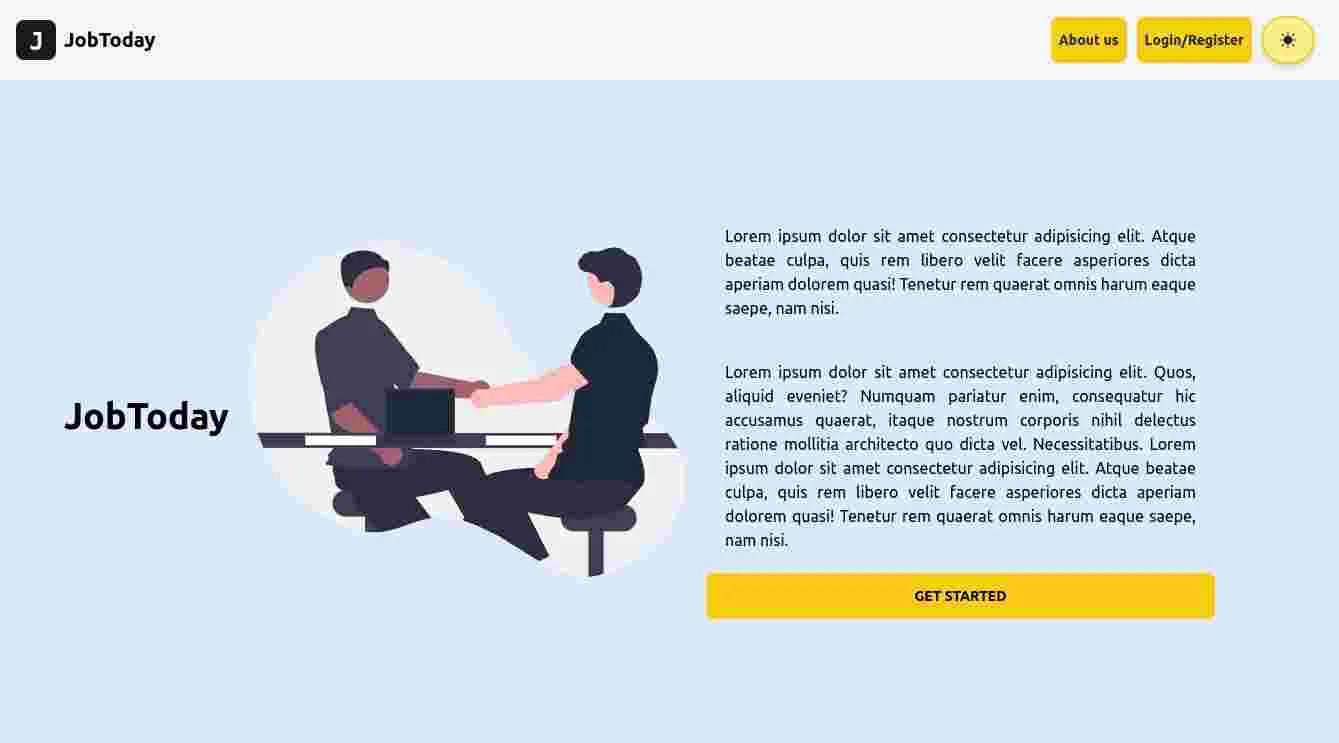 J JobToday
About us
Login/Register
JobToday
Lorem ipsum dolor sit amet consectetur adipisicing elit. Atque
beatae culpa, quis rem libero velit facere asperiores dicta
aperiam dolorem quasi! Tenetur rem quaerat omnis harum eaque
saepe, nam nisi.
Lorem ipsum dolor sit amet consectetur adipisicing elit. Quos,
aliquid eveniet? Numquam pariatur enim, consequatur hic
accusamus quaerat, itaque nostrum corporis nihil delectus
ratione mollitia architecto quo dicta vel. Necessitatibus. Lorem
ipsum dolor sit amet consectetur adipisicing elit. Atque beatae
culpa, quis rem libero velit facere asperiores dicta aperiam
dolorem quasi! Tenetur rem quaerat omnis harum eaque saepe,
nam nisi.
GET STARTED